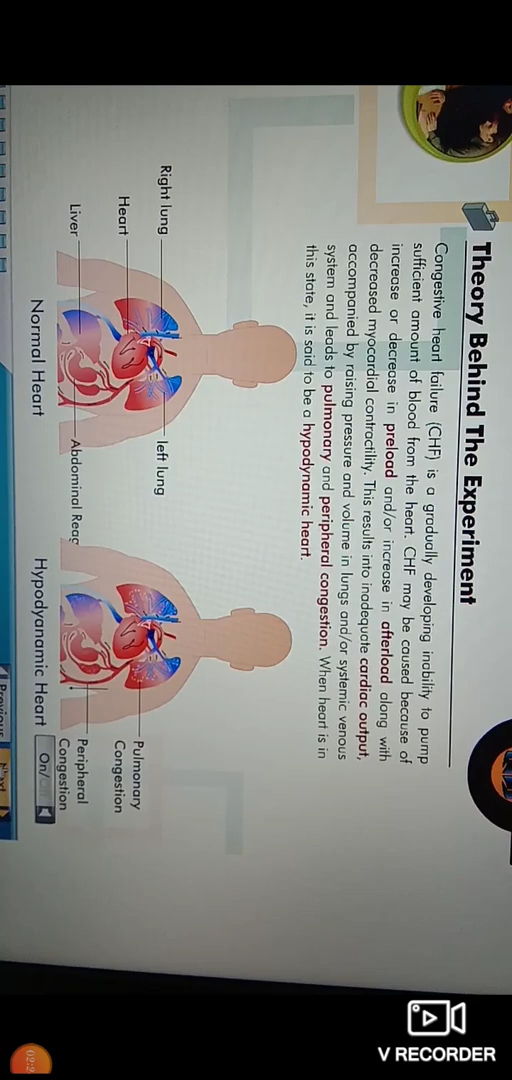 Theory Behind The Experiment
Congestive heart failure (CHF) is a gradually developing inability to pump
sufficient amount of blood from the heart. CHF may be caused because of
increase or decrease in preload and/or increase in afterload along with
decreased myocardial contractility. This results into inadequate cardiac output,
accompanied by raising pressure and volume in lungs and/or systemic venous
system and leads to pulmonary and peripheral congestion. When heart is in
this state, it is said to be a hypodynamic heart.
Right lung
left lung
Heart
Liver
Abdominal Reag
Normal Heart
Pulmonary
Congestion
Peripheral
Congestion
Hypodyanamic Heart
On/
Previous
Next
V RECORDER